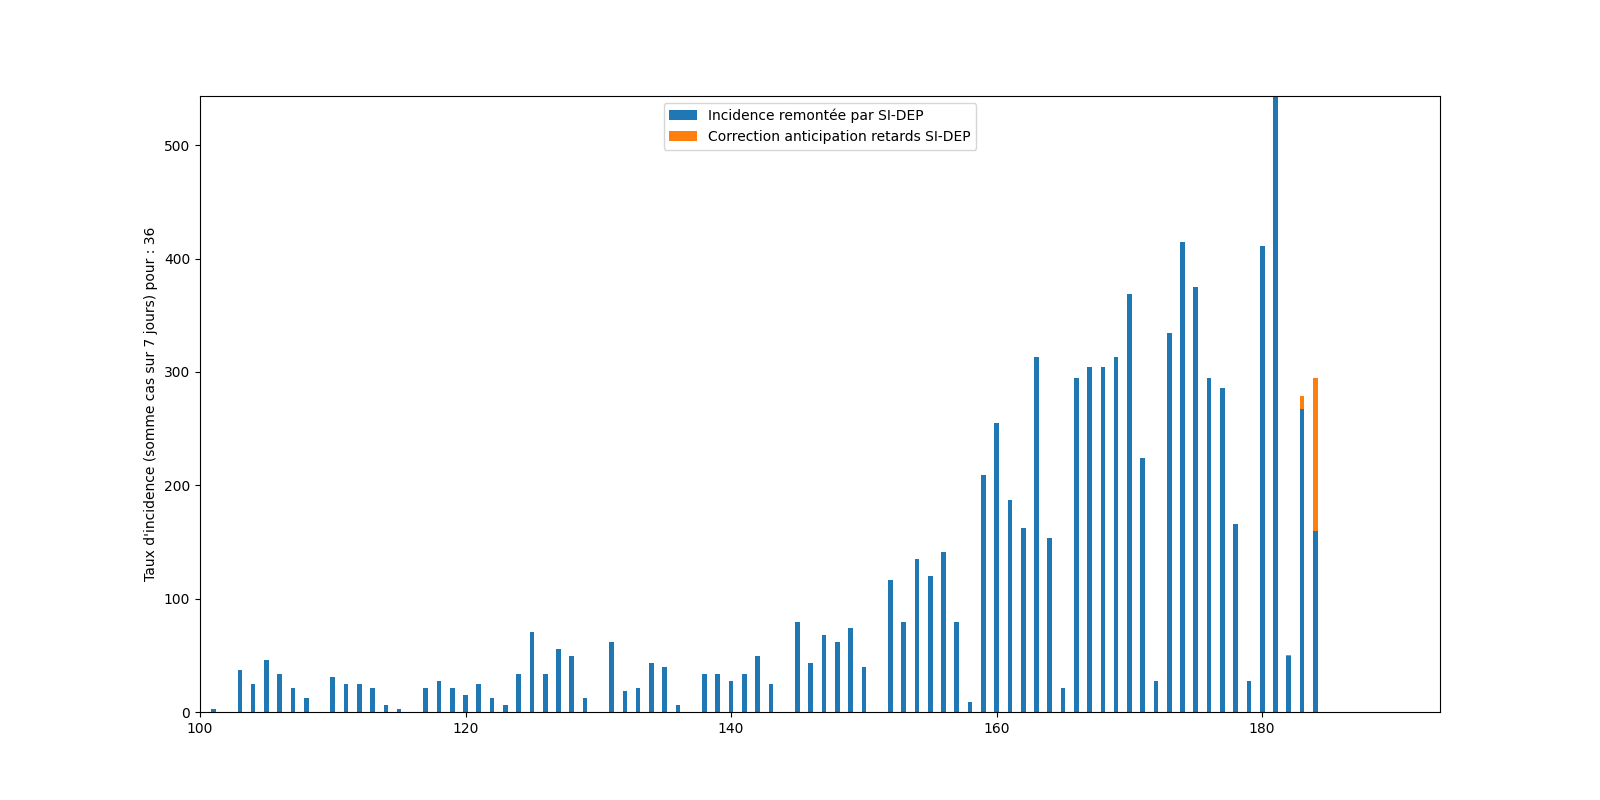 Incidence remontée par SI-DEP
Correction anticipation retards SI-DEP
Taux d'incidence (somme cas sur 7 jours) pour : 36
500
400
300
200
100
0
100 120 140 160 180